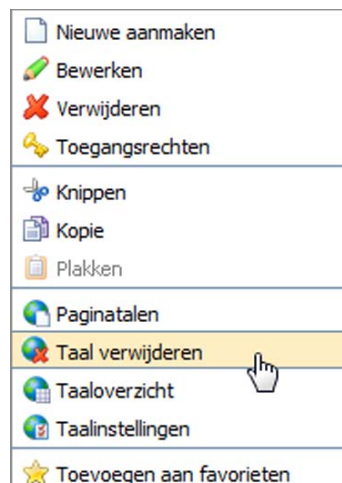 Nieuwe aanmaken
Bewerken
Verwijderen
Toegangsrechten
Knippen
Kopie
Plakken
Paginatalen
Taal verwijderen
Taaloverzicht
Taalinstellingen
Toevoegen aan favorieten